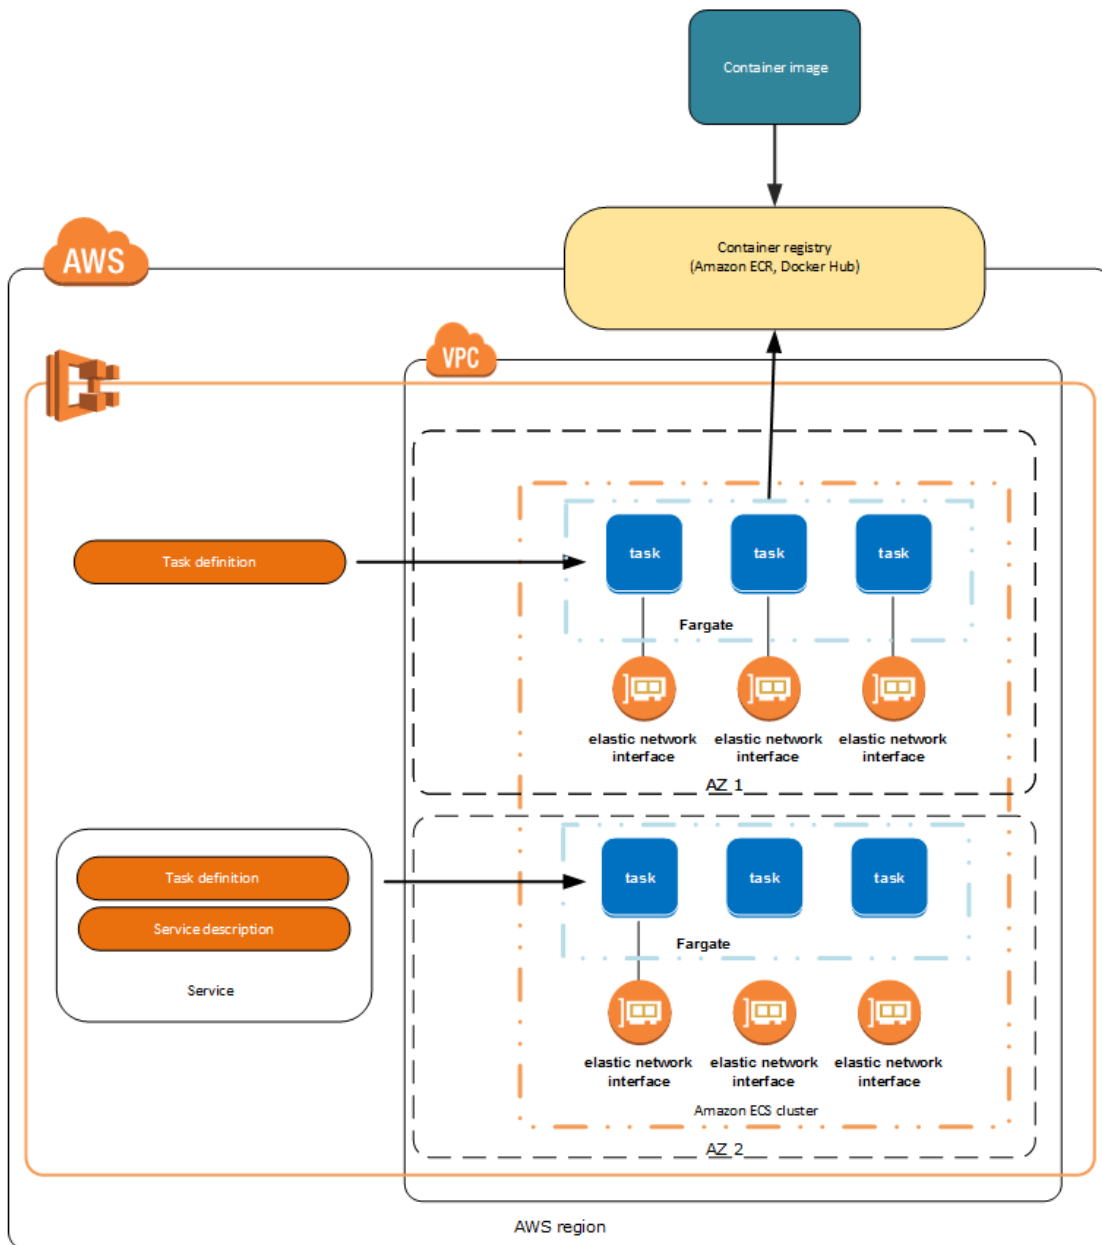 Container image
Container registry
(Amazon ECR, Docker Hub)
AWS
VPC
Task definition
task
task
task
Fargate
elastic network
interface
elastic network
interface
elastic network
interface
AZ 1
Task definition
Service description
Service
task
task
task
Fargate
elastic network
interface
elastic network
interface
elastic network
interface
Amazon ECS cluster
AZ 2
AWS region